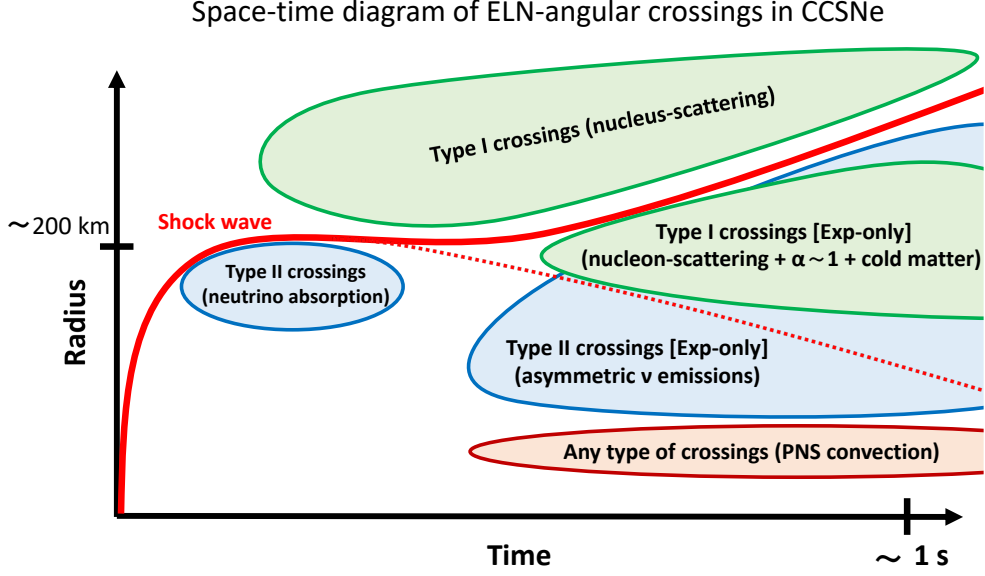 Space-time diagram of ELN-angular crossings in CCSNe
Type I crossings (nucleus-scattering)
~200 km
Shock wave
Type I crossings [Exp-only]
(nucleon-scattering + α~1 + cold matter)
Type II crossings
(neutrino absorption)
Radius
Type II crossings [Exp-only]
(asymmetric ν emissions)
Any type of crossings (PNS convection)
Time
~ 1 s